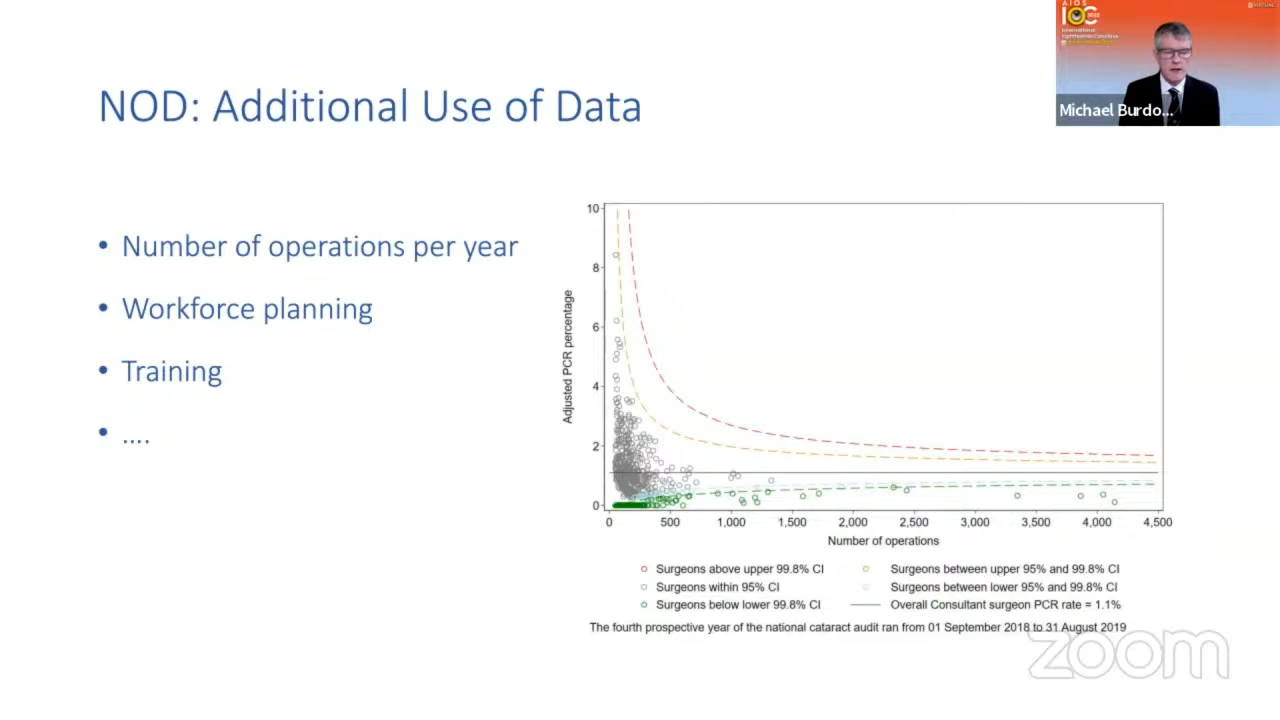 NOD: Additional Use of Data
AIOS
IOC
VIRTUAL
Michael Burdo...
• Number of operations per year
• Workforce planning
• Training
• ....
Adjusted PCR percentage
10
8
6
4
2
0
0 500 1,000 1,500 2,000 2,500 3,000 3,500 4,000 4,500
Number of operations
Surgeons above upper 99.8% CI
Surgeons between upper 95% and 99.8% CI
Surgeons within 95% CI
Surgeons between lower 95% and 99.8% CI
Surgeons below lower 99.8% CI
Overall Consultant surgeon PCR rate = 1.1%
The fourth prospective year of the national cataract audit ran from 01 September 2018 to 31 August 2019
zoom